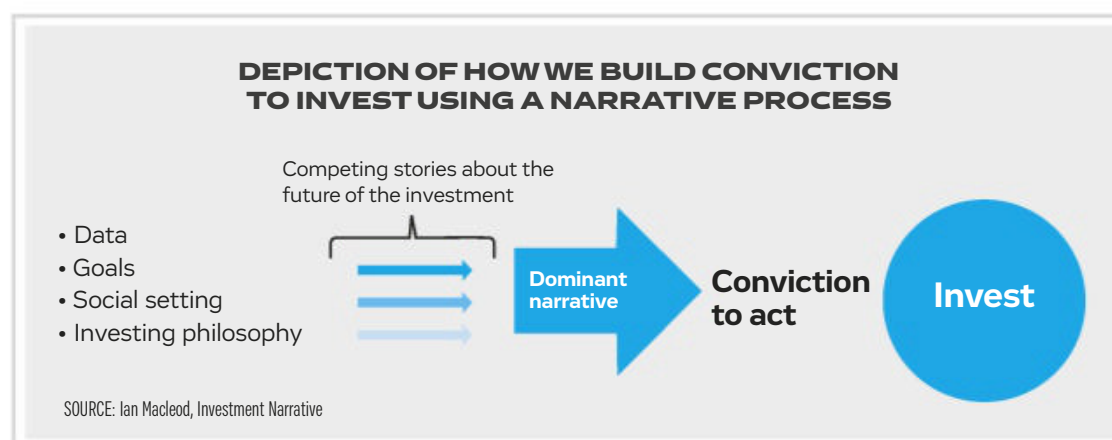 DEPICTION OF HOW WE BUILD CONVICTION
TO INVEST USING A NARRATIVE PROCESS
Competing stories about the
future of the investment
• Data
• Goals
• Social setting
• Investing philosophy
Dominant
narrative
Conviction
to act
Invest
SOURCE: Ian Macleod, Investment Narrative